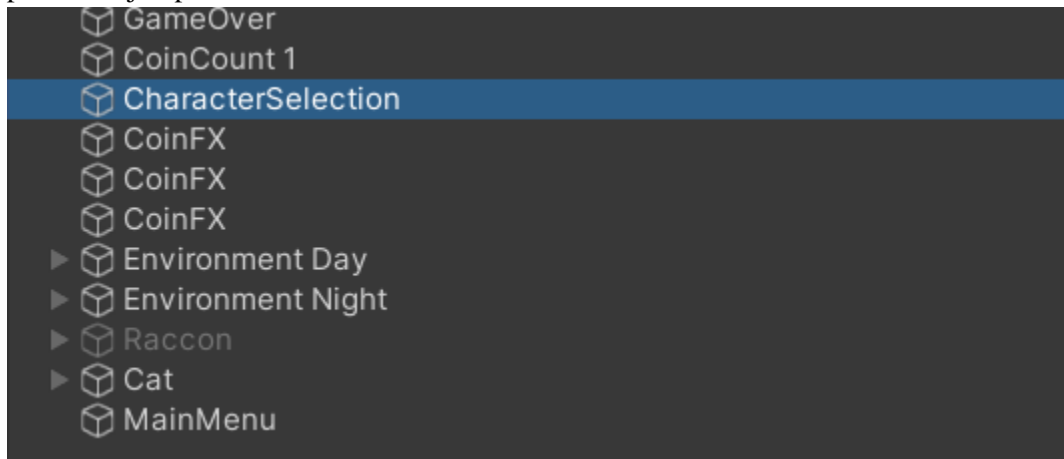 GameOver
CoinCount 1
CharacterSelection
CoinFX
CoinFX
CoinFX
Environment Day
Environment Night
Raccon
Cat
MainMenu